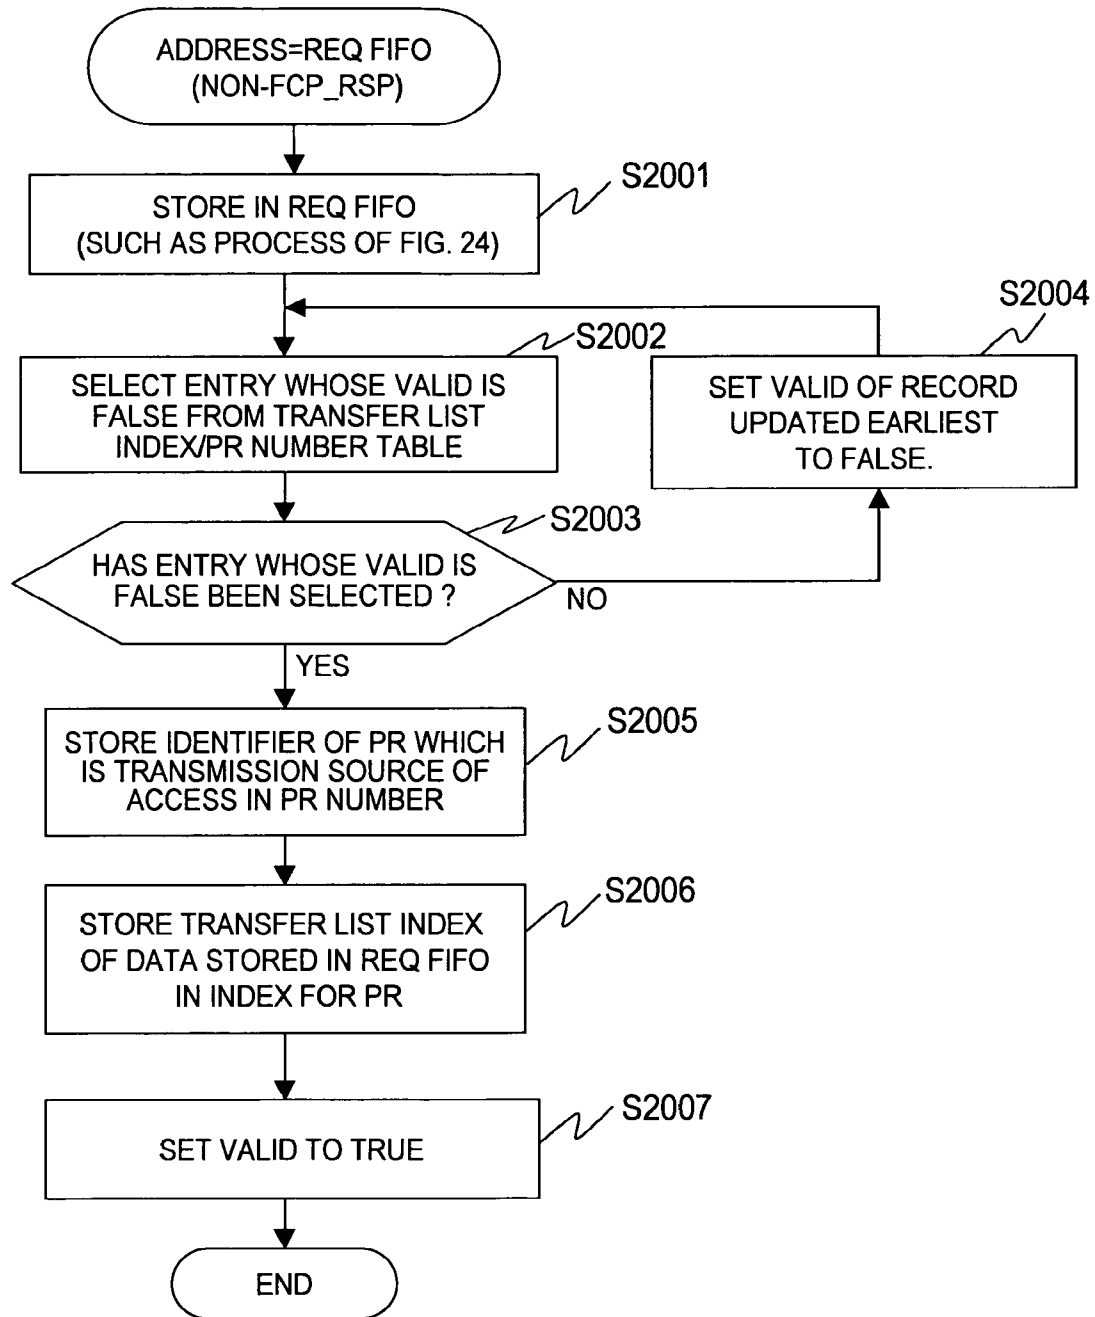 ADDRESS=REQ FIFO
(NON-FCP_RSP)
S2001
STORE IN REQ FIFO
(SUCH AS PROCESS OF FIG. 24)
S2004
S2002
SELECT ENTRY WHOSE VALID IS
FALSE FROM TRANSFER LIST
INDEX/PR NUMBER TABLE
SET VALID OF RECORD
UPDATED EARLIEST
TO FALSE.
S2003
HAS ENTRY WHOSE VALID IS
FALSE BEEN SELECTED ?
NO
YES
S2005
STORE IDENTIFIER OF PR WHICH
IS TRANSMISSION SOURCE OF
ACCESS IN PR NUMBER
S2006
STORE TRANSFER LIST INDEX
OF DATA STORED IN REQ FIFO
IN INDEX FOR PR
S2007
SET VALID TO TRUE
END